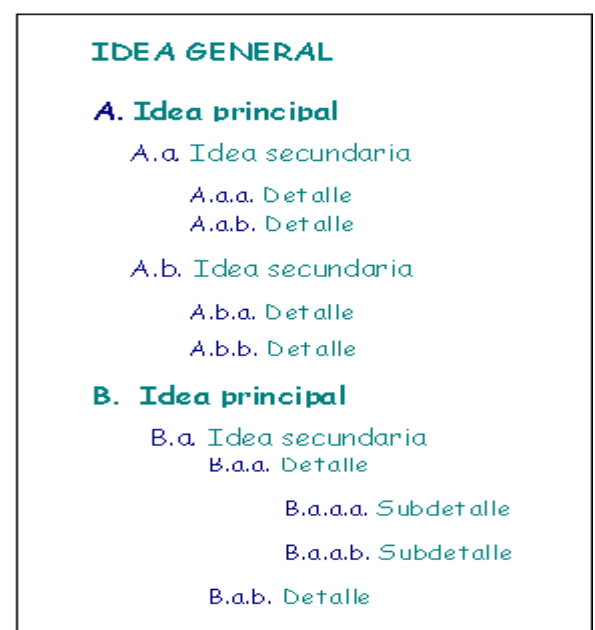 IDEA GENERAL
A. Idea principal
A.a. Idea secundaria
A.a.a. Detalle
A.a.b. Detalle
A.b. Idea secundaria
A.b.a. Detalle
A.b.b. Detalle
B. Idea principal
B.a. Idea secundaria
B.a.a. Detalle
B.a.a.a. Subdetalle
B.a.a.b. Subdetalle
B.a.b. Detalle